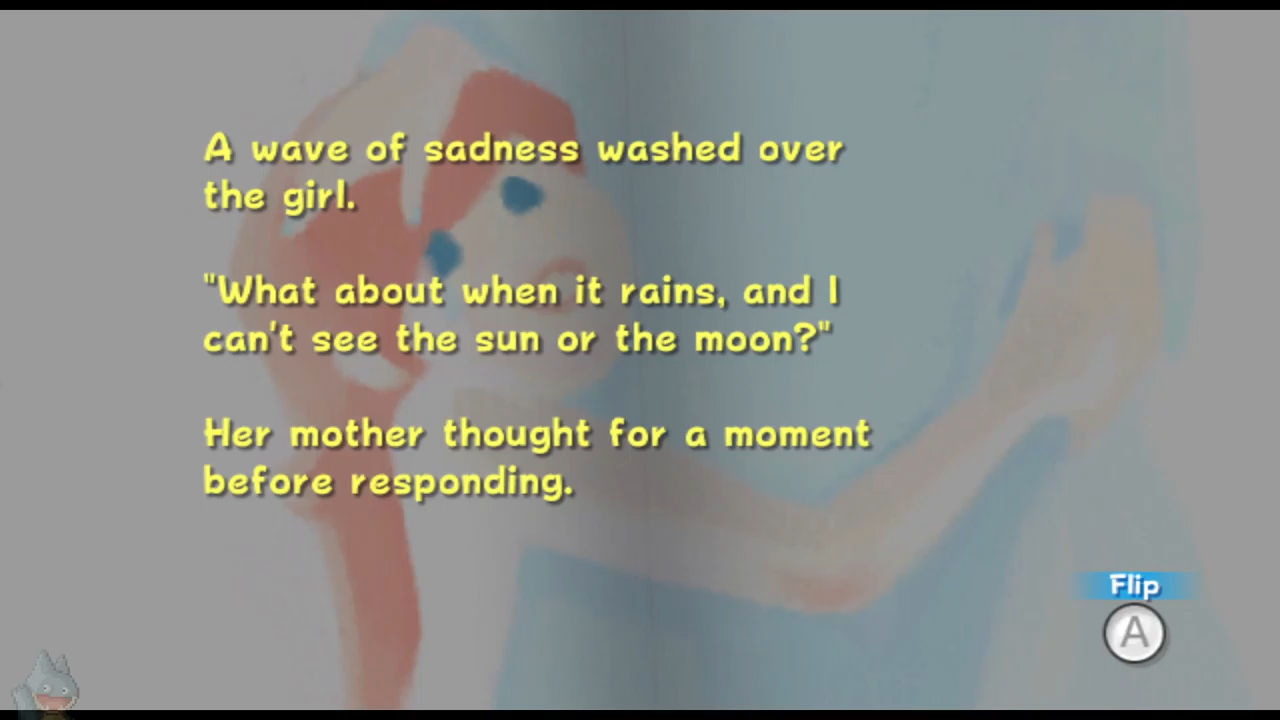 A wave of sadness washed over
the girl.
"What about when it rains, and I
can't see the sun or the moon?"
Her mother thought for a moment
before responding.
Flip
A